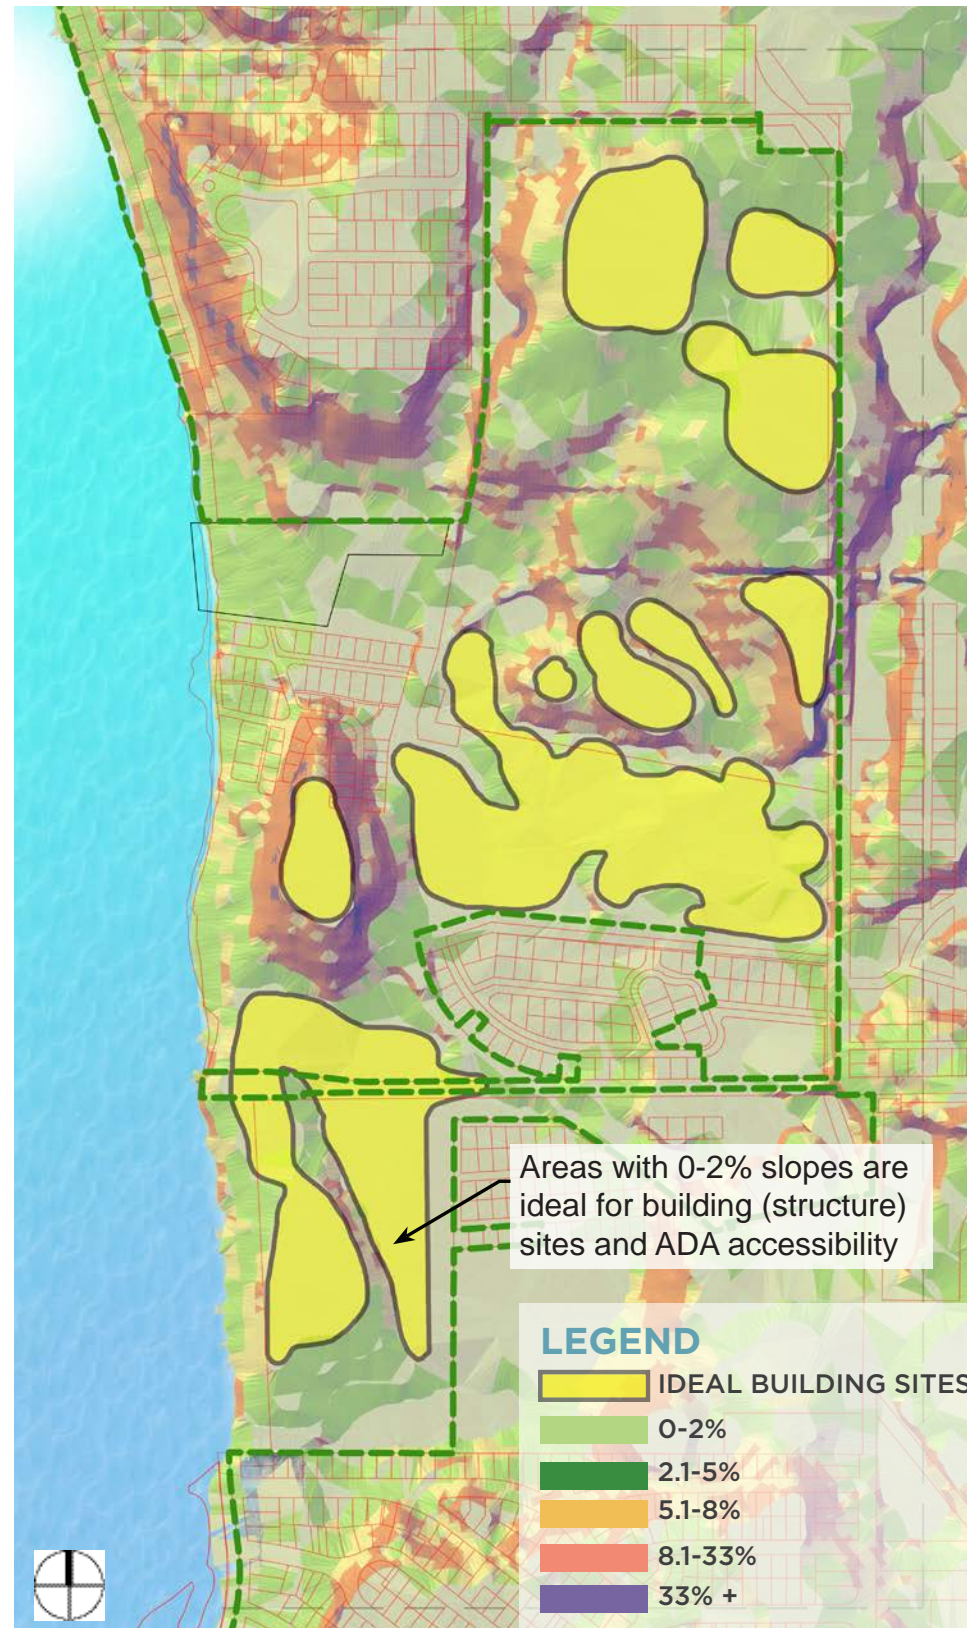 Areas with 0-2% slopes are
ideal for building (structure)
sites and ADA accessibility
LEGEND
IDEAL BUILDING SITES
0-2%
2.1-5%
5.1-8%
8.1-33%
33% +